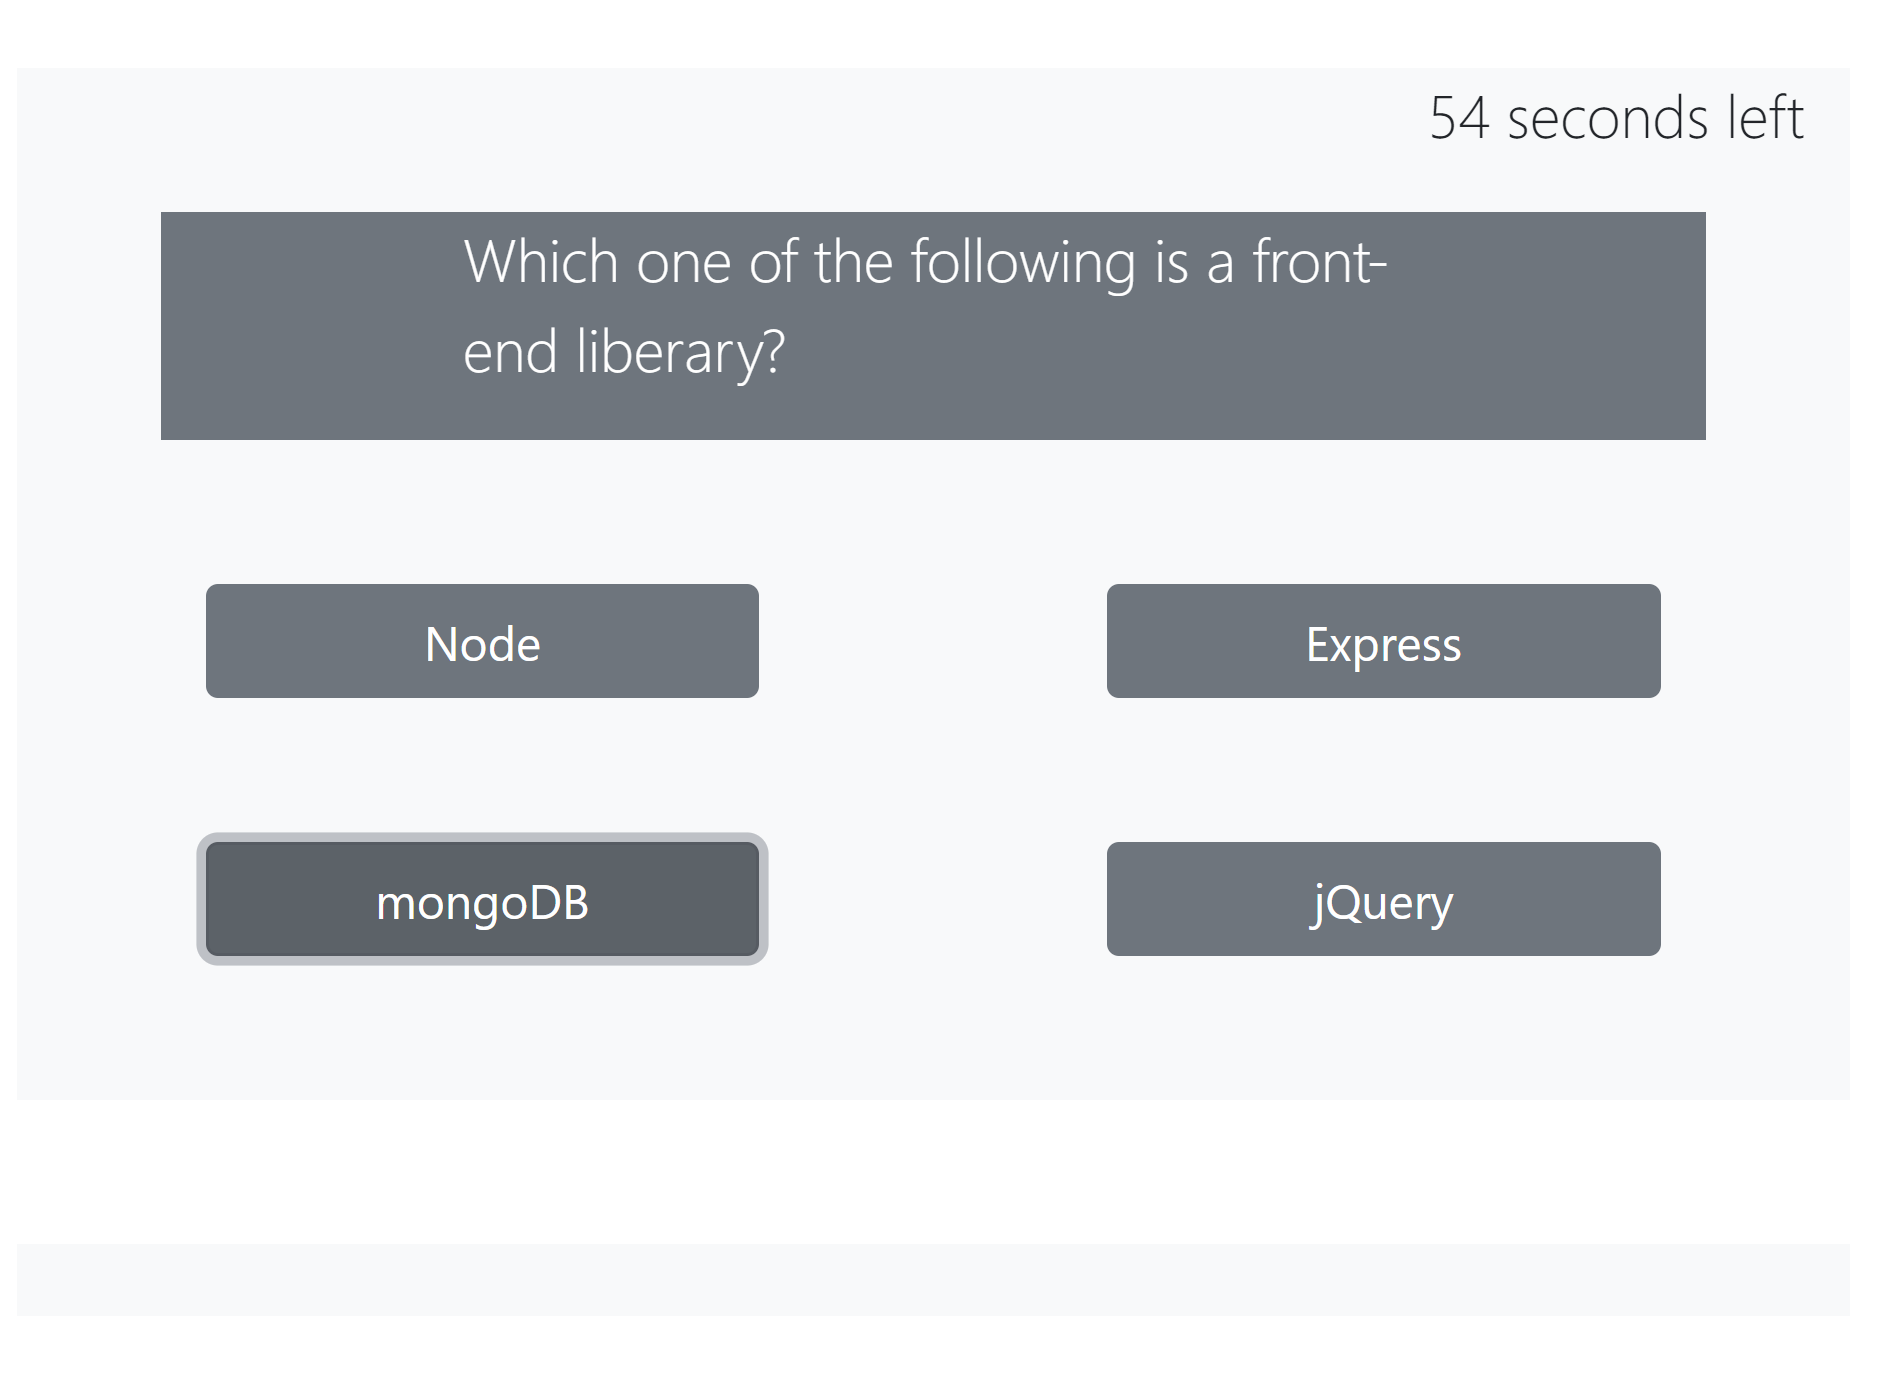 54 seconds left
Which one of the following is a front-
end liberary?
Node
Express
mongoDB
jQuery